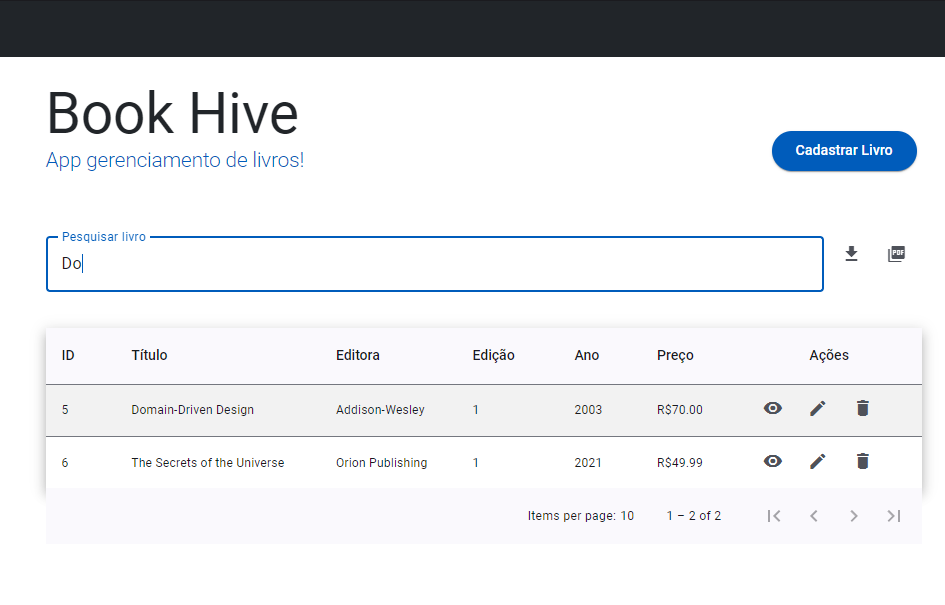 Book Hive
App gerenciamento de livros!
Cadastrar Livro
Pesquisar livro
Do
PDF
ID Título Editora Edição Ano Preço Ações
5 Domain-Driven Design Addison-Wesley 1 2003 R$70.00
6 The Secrets of the Universe Orion Publishing 1 2021 R$49.99
Items per page: 10 1 – 2 of 2